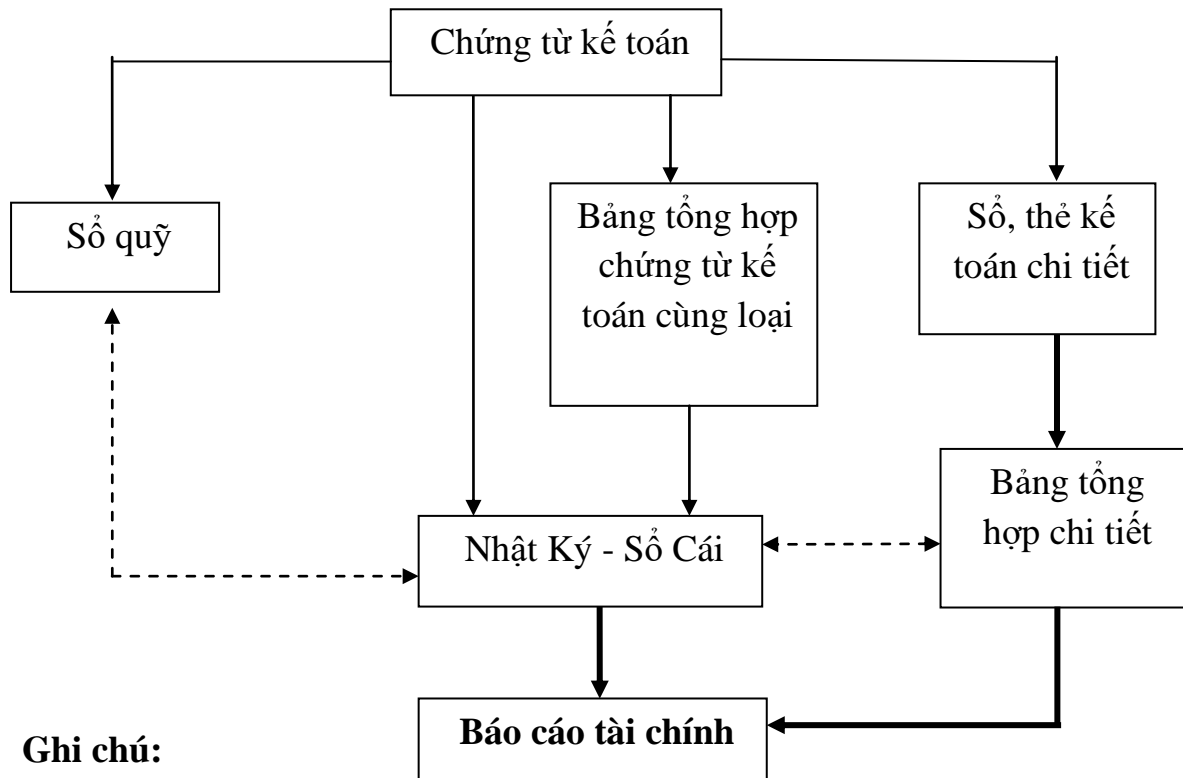 Chứng từ kế toán
Sổ quỹ
Bảng tổng hợp
chứng từ kế
toán cùng loại
Sổ, thẻ kế
toán chi tiết
Nhật Ký - Sổ Cái
Bảng tổng
hợp chi tiết
Báo cáo tài chính
Ghi chú: